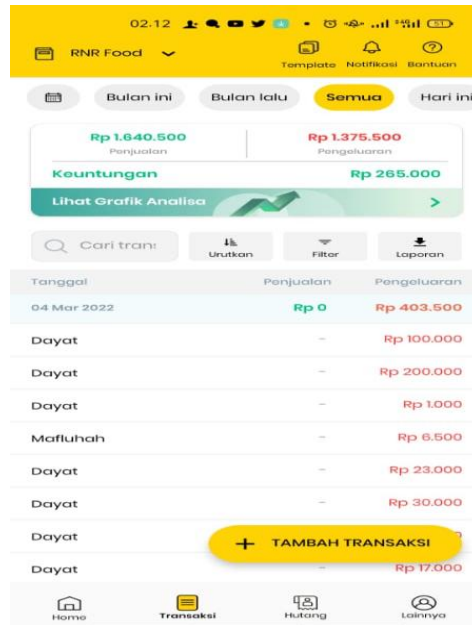 02.12
RNR Food
Template Notifikasi Bantuan
Bulan ini Bulan lalu Semua Hari ini
Rp 1.640.500 Rp 1.375.500
Penjualan Pengeluaran
Keuntungan Rp 265.000
Lihat Grafik Analisa
Cari trans
Urutkan Filter Laporan
Tanggal Penjualan Pengeluaran
04 Mar 2022 Rp 0 Rp 403.500
Dayat - Rp 100.000
Dayat - Rp 200.000
Dayat - Rp 1.000
Mafluhah - Rp 6.500
Dayat - Rp 23.000
Dayat - Rp 30.000
Dayat
+ TAMBAH TRANSAKSI
Dayat - Rp 17.000
Home Transaksi Hutang Lainnya